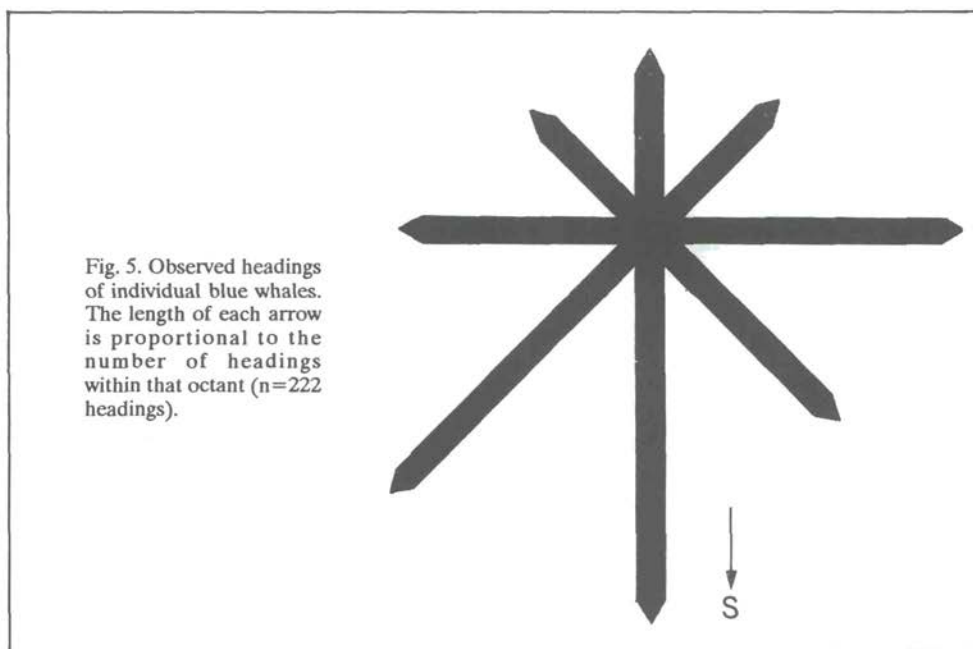 Fig. 5. Observed headings
of individual blue whales.
The length of each arrow
is proportional to the
number of headings
within that octant (n=222
headings).
S